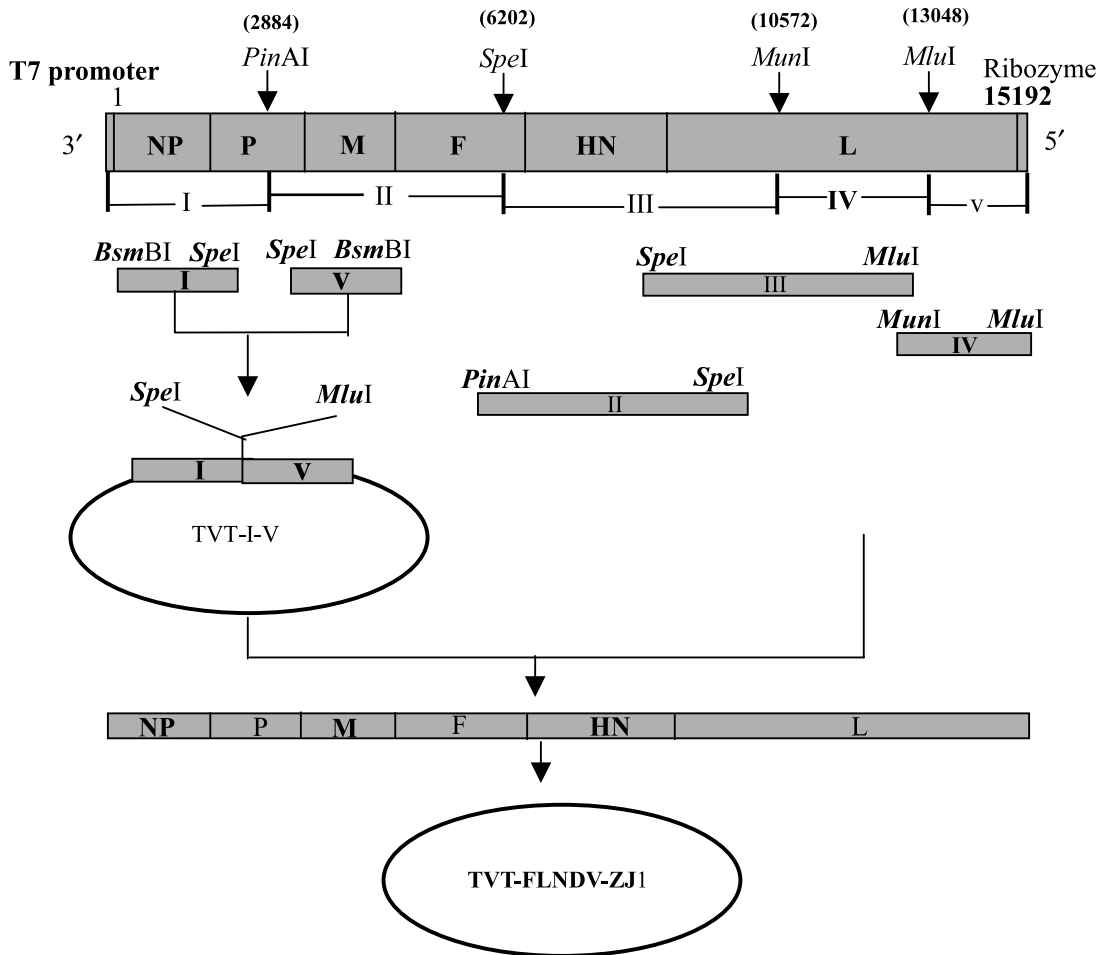 (2884) (6202) (10572) (13048)
PinAI SpeI MunI MluI
T7 promoter Ribozyme
1 15192
3′ NP P M F HN L 5′
I II III IV v
BsmBI SpeI SpeI BsmBI SpeI MluI
I V III
MunI MluI
IV
PinAI SpeI
II
SpeI MluI
I V
TVT-I-V
NP P M F HN L
TVT-FLNDV-ZJ1